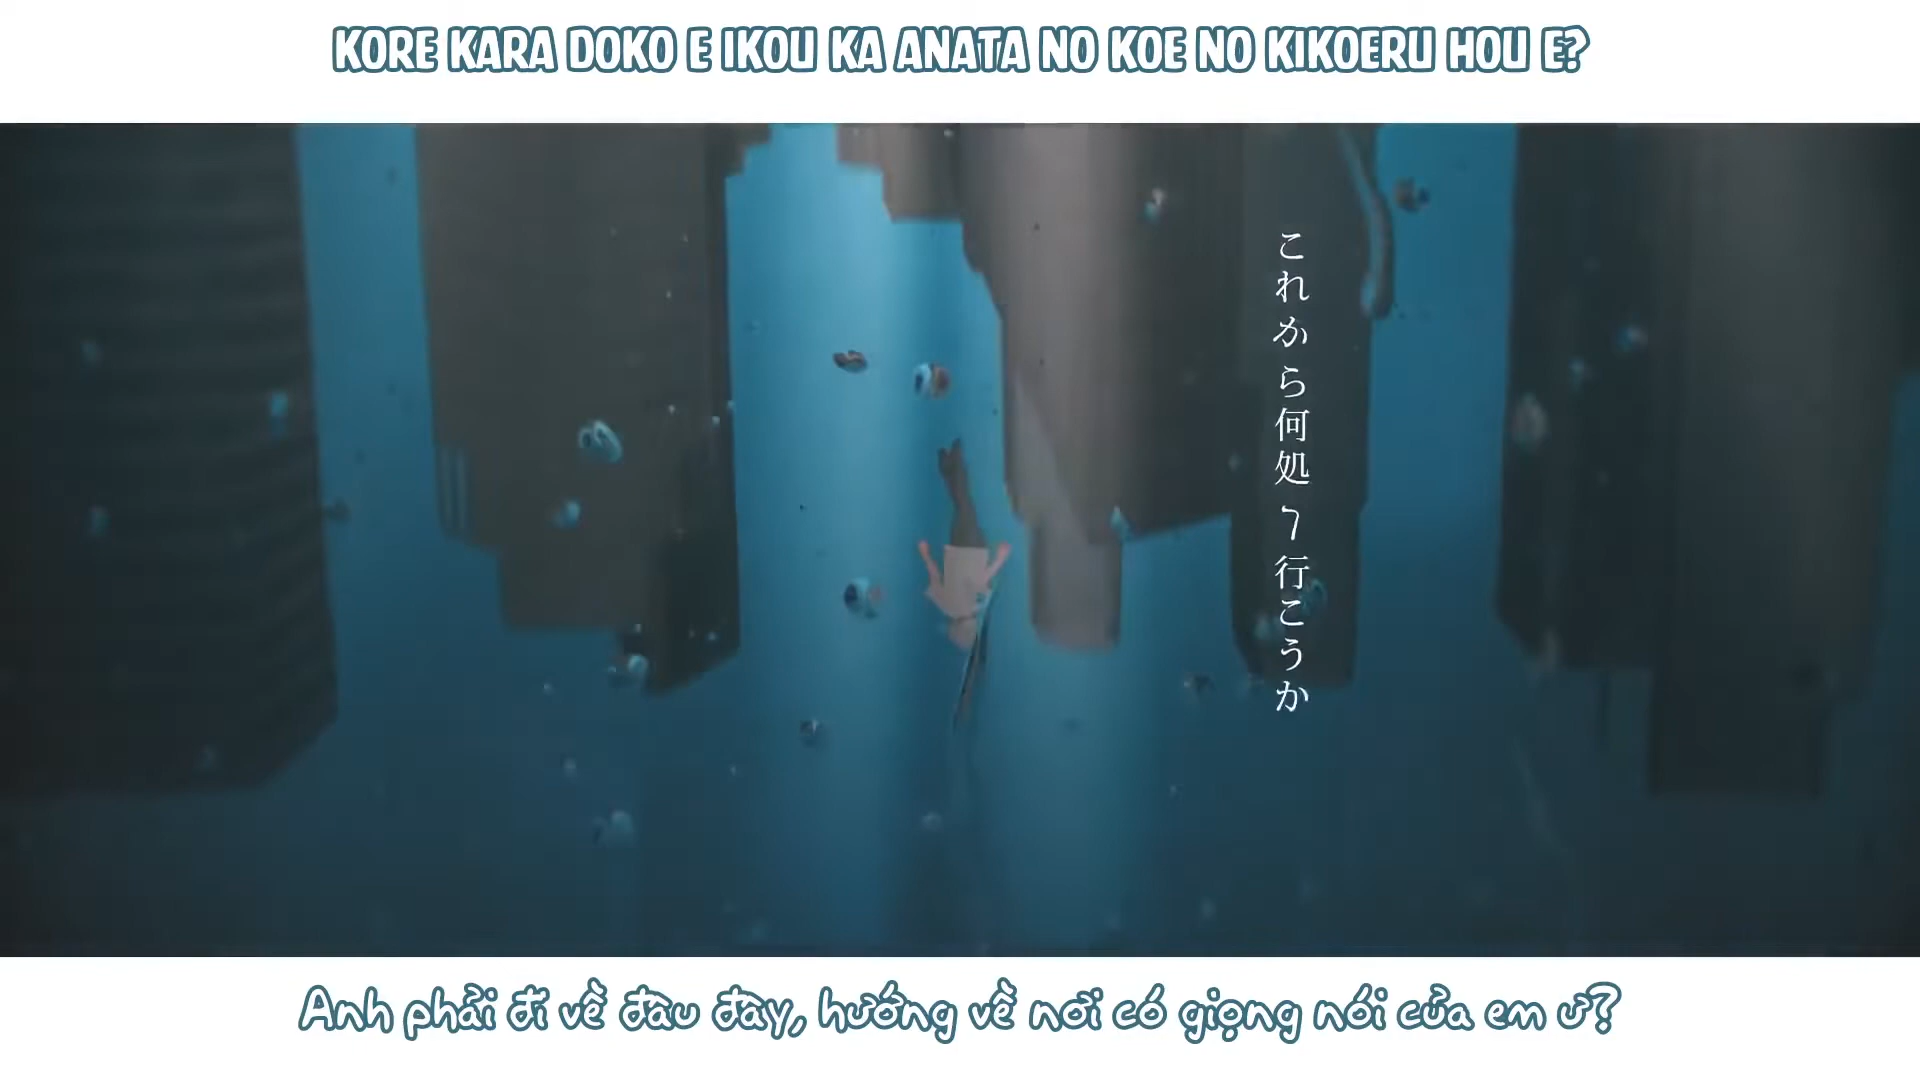 KORE KARA DOKO E IKOU KA ANATA NO KOE NO KIKOERU HOU E?
これから何処へ行こうか
Anh phải đi về đâu đây, hướng về nơi có giọng nói của em ư?